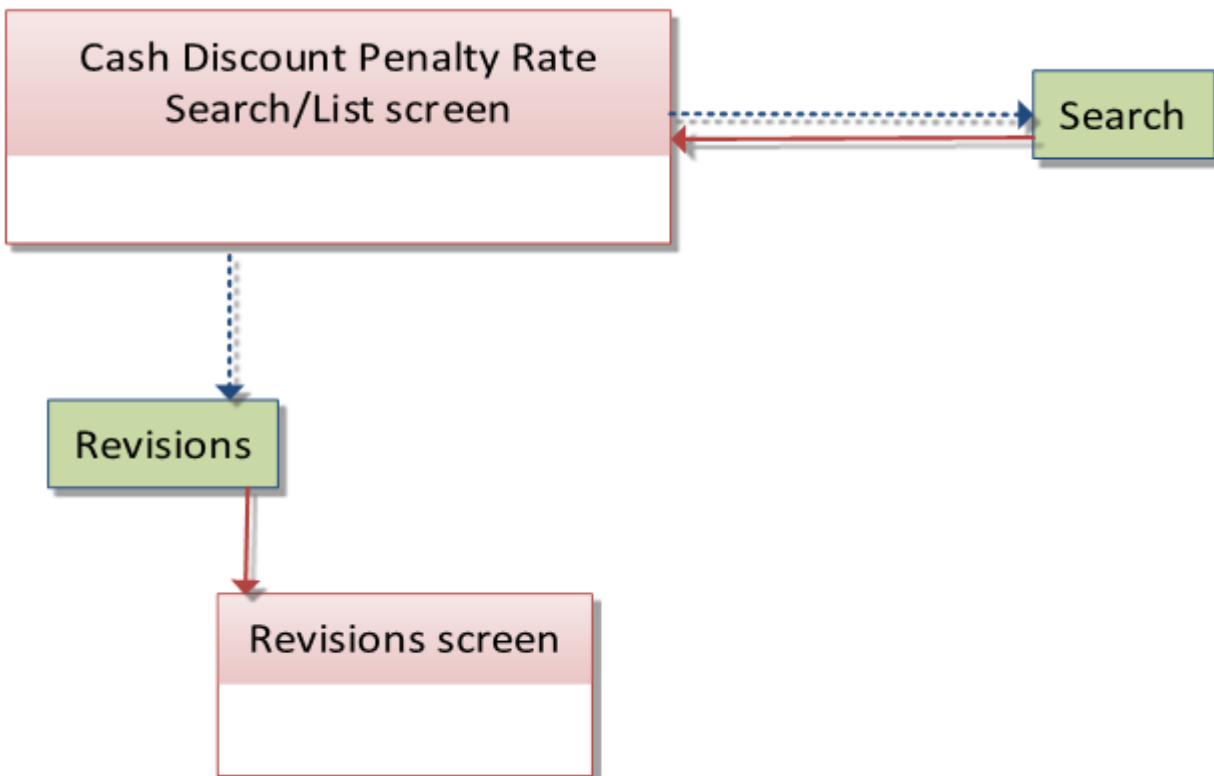 Cash Discount Penalty Rate
Search/List screen
Search
Revisions
Revisions screen